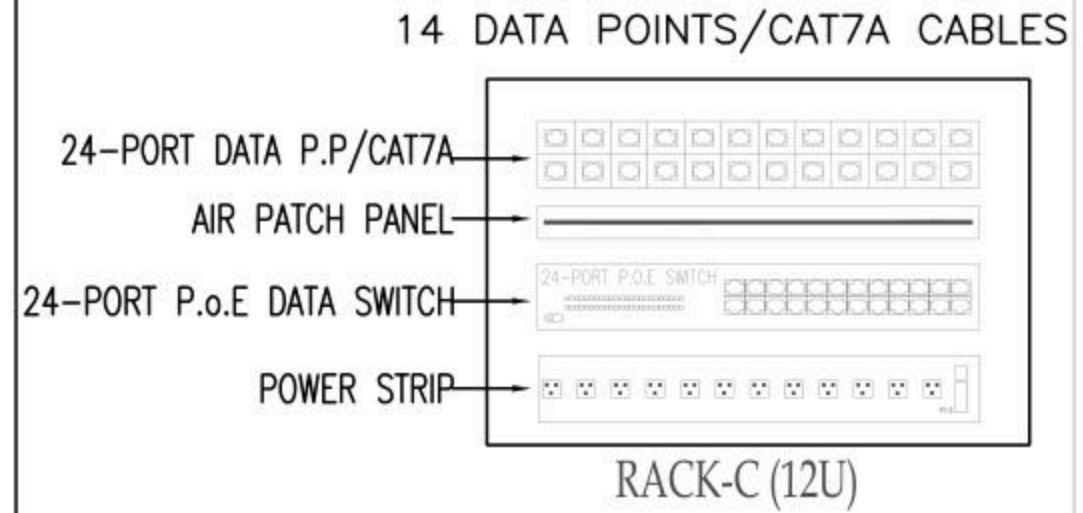 14 DATA POINTS/CAT7A CABLES
24-PORT DATA P.P/CAT7A
AIR PATCH PANEL
24-PORT P.O.E SWITCH
24-PORT P.o.E DATA SWITCH
POWER STRIP
RACK-C (12U)